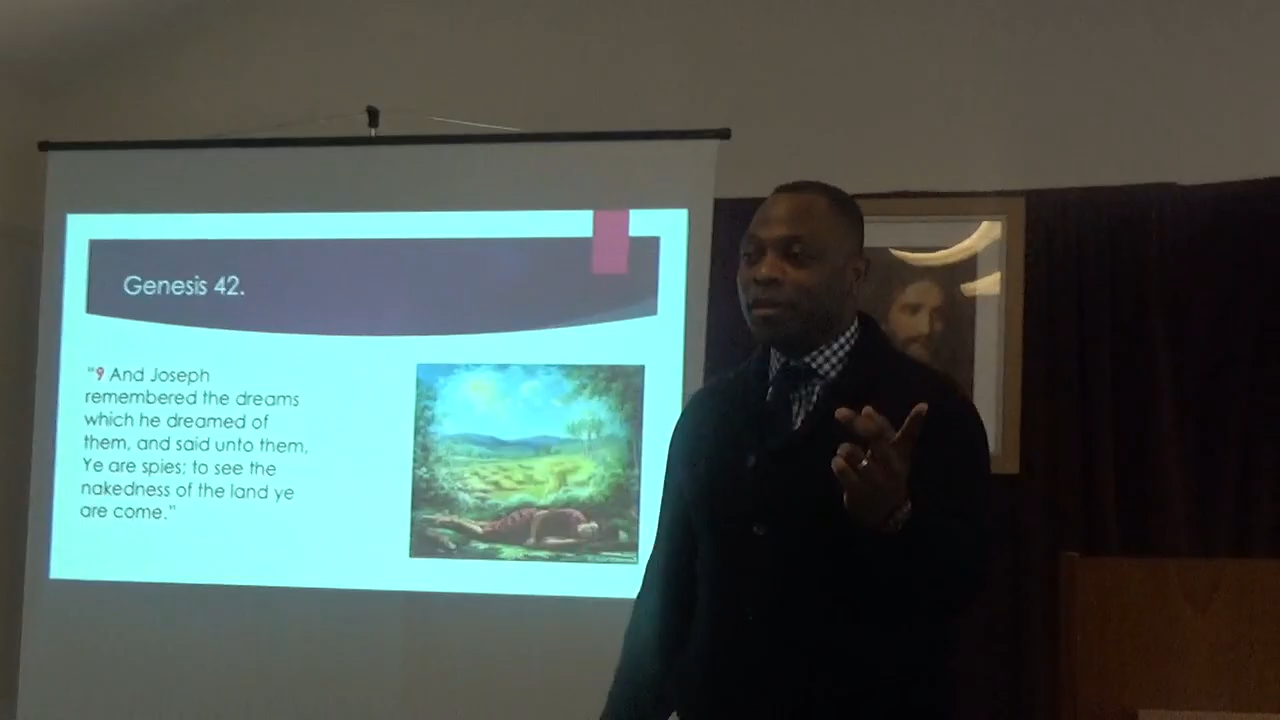 Genesis 42.
"9 And Joseph
remembered the dreams
which he dreamed of
them, and said unto them,
Ye are spies; to see the
nakedness of the land ye
are come."